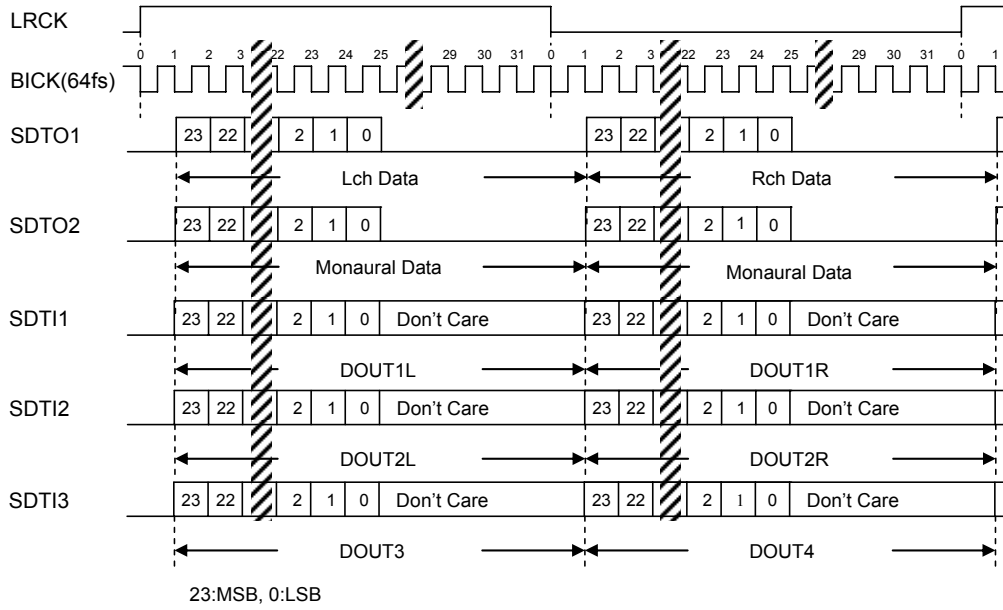 LRCK
0 1 2 3 22 23 24 25 29 30 31 0 1 2 3 22 23 24 25 29 30 31 0 1
BICK(64fs)
SDTO1 23 22 2 1 0 23 22 2 1 0
Lch Data Rch Data
SDTO2 23 22 2 1 0 23 22 2 1 0
Monaural Data Monaural Data
SDTI1 23 22 2 1 0 Don't Care 23 22 2 1 0 Don't Care
DOUT1L DOUT1R
SDTI2 23 22 2 1 0 Don't Care 23 22 2 1 0 Don't Care
DOUT2L DOUT2R
SDTI3 23 22 2 1 0 Don't Care 23 22 2 1 0 Don't Care
DOUT3 DOUT4
23:MSB, 0:LSB